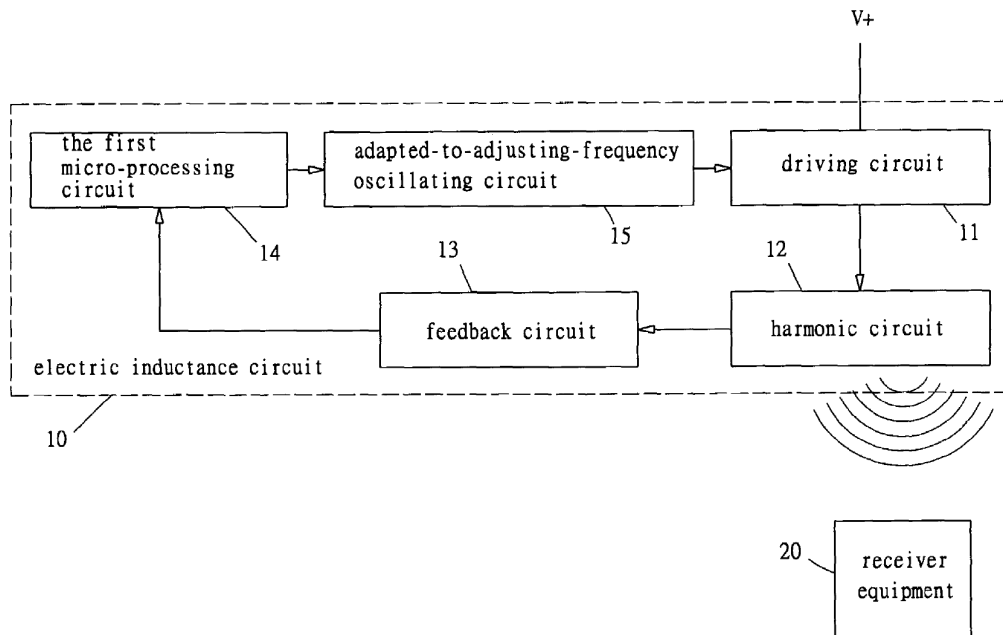 V+
the first
micro-processing
circuit
adapted-to-adjusting-frequency
oscillating circuit
driving circuit
14
15
11
13
12
feedback circuit
harmonic circuit
electric inductance circuit
10
20
receiver
equipment